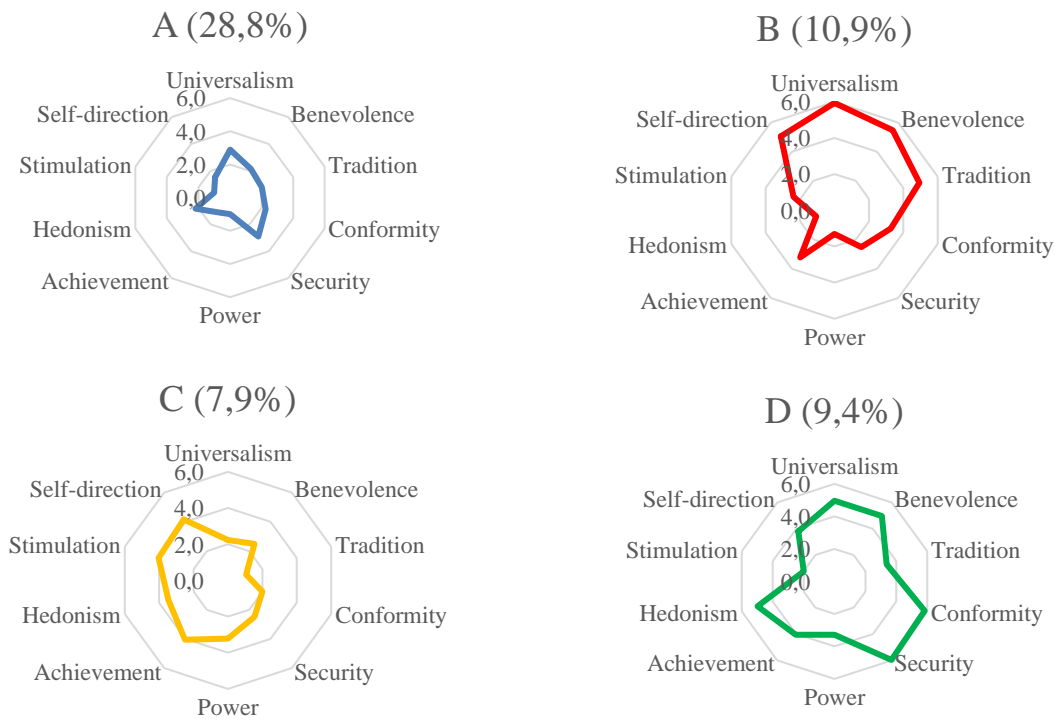 A (28,8%)
Universalism
Benevolence
Tradition
Conformity
Security
Power
Achievement
Hedonism
Stimulation
Self-direction
6,0
4,0
2,0
0,0
B (10,9%)
Universalism
Benevolence
Tradition
Conformity
Security
Power
Achievement
Hedonism
Stimulation
Self-direction
6,0
4,0
2,0
0,0
C (7,9%)
Universalism
Benevolence
Tradition
Conformity
Security
Power
Achievement
Hedonism
Stimulation
Self-direction
6,0
4,0
2,0
0,0
D (9,4%)
Universalism
Benevolence
Tradition
Conformity
Security
Power
Achievement
Hedonism
Stimulation
Self-direction
6,0
4,0
2,0
0,0